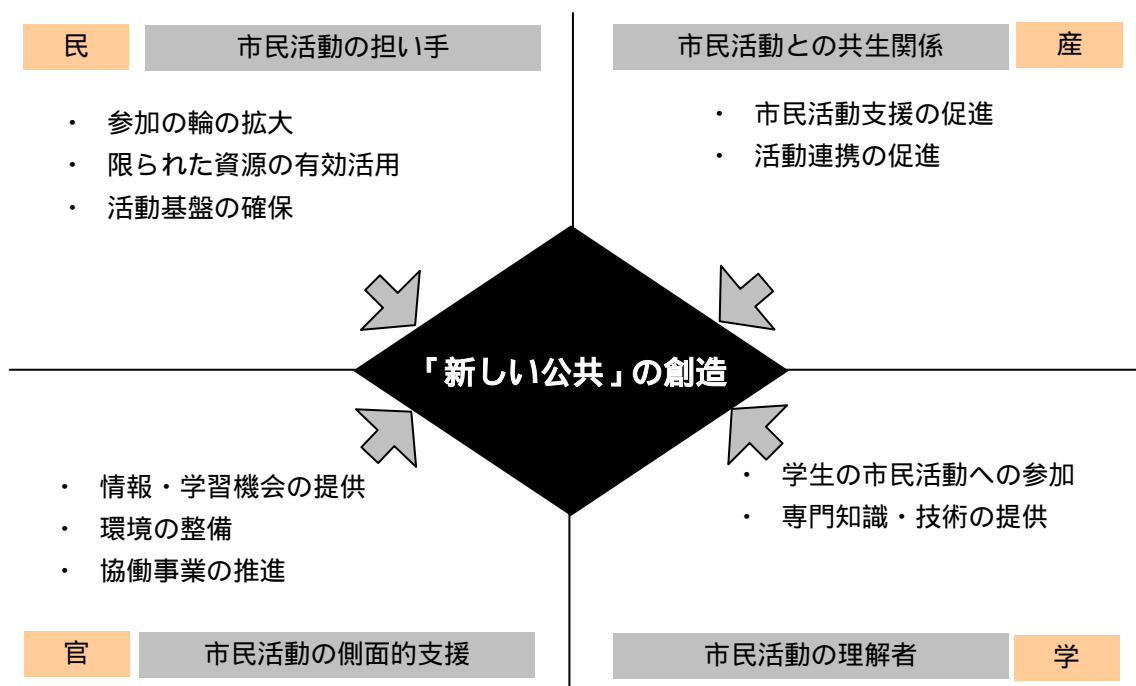 民 市民活動の担い手
・ 参加の輪の拡大
・ 限られた資源の有効活用
・ 活動基盤の確保
市民活動との共生関係 産
・ 市民活動支援の促進
・ 活動連携の促進
「新しい公共」の創造
・ 情報・学習機会の提供
・ 環境の整備
・ 協働事業の推進
官 市民活動の側面的支援
・ 学生の市民活動への参加
・ 専門知識・技術の提供
市民活動の理解者 学